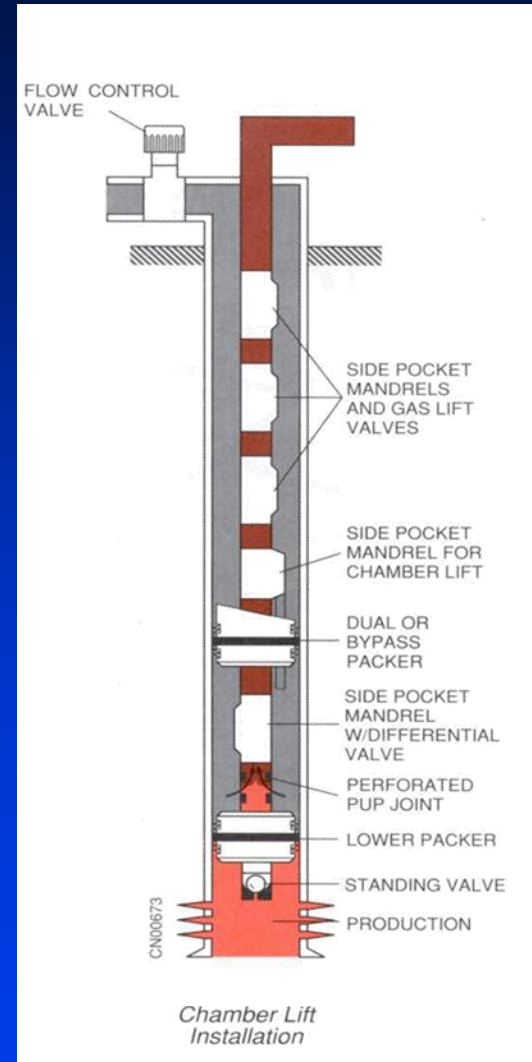 FLOW CONTROL
VALVE
SIDE POCKET
MANDRELS
AND GAS LIFT
VALVES
SIDE POCKET
MANDREL FOR
CHAMBER LIFT
DUAL OR
BYPASS
PACKER
SIDE POCKET
MANDREL
W/DIFFERENTIAL
VALVE
PERFORATED
PUP JOINT
LOWER PACKER
STANDING VALVE
PRODUCTION
CN00673
Chamber Lift
Installation